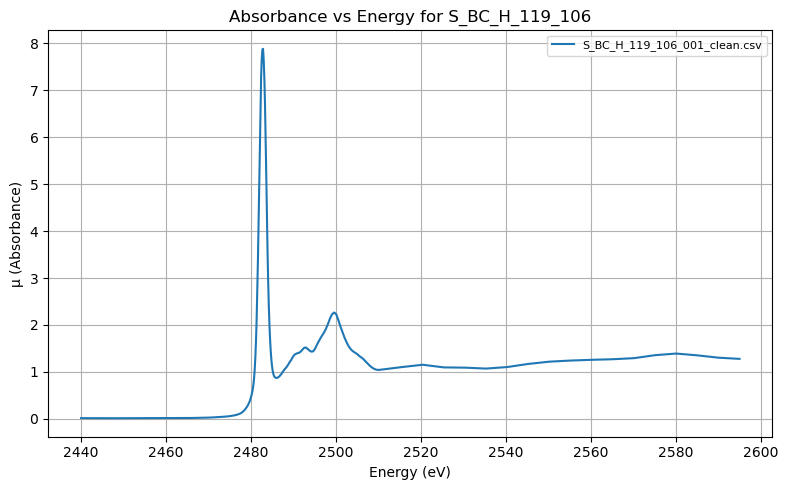 Absorbance vs Energy for S_BC_H_119_106
S_BC_H_119_106_001_clean.csv
8
7
6
5
4
3
2
1
0
μ (Absorbance)
2440 2460 2480 2500 2520 2540 2560 2580 2600
Energy (eV)